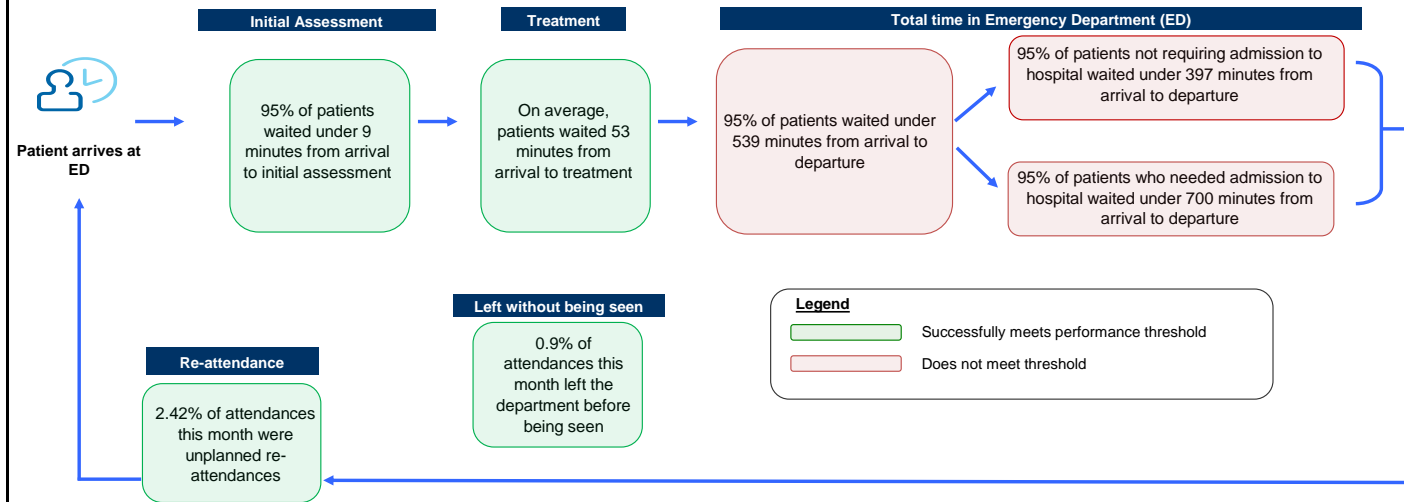 Initial Assessment
Treatment
Total time in Emergency Department (ED)
Patient arrives at
ED
95% of patients
waited under 9
minutes from arrival
to initial assessment
On average,
patients waited 53
minutes from
arrival to treatment
95% of patients waited under
539 minutes from arrival to
departure
95% of patients not requiring admission to
hospital waited under 397 minutes from
arrival to departure
95% of patients who needed admission to
hospital waited under 700 minutes from
arrival to departure
Left without being seen
0.9% of
attendances this
month left the
department before
being seen
Legend
Successfully meets performance threshold
Does not meet threshold
Re-attendance
2.42% of attendances
this month were
unplanned re-
attendances